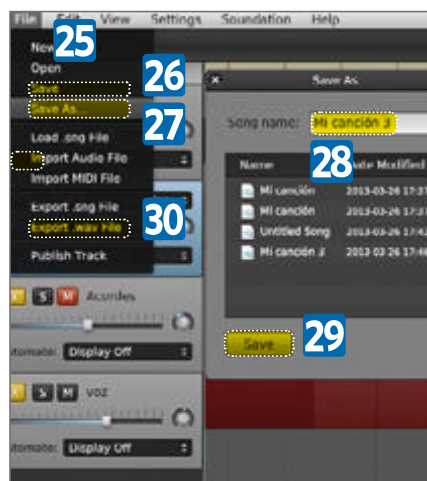 File Edit View Settings Soundation Help
New
25
Open
Save
26
Save As...
27
Load .sng File
Import Audio File
Import MIDI File
Export .sng File
Export .wav File
30
Publish Track
Save As
Song name: Mi canción 3
28
Name Date Modified
Mi canción 2013-03-26 17:37
Mi canción 2013-03-26 17:37
Untitled Song 2013-03-26 17:42
Mi canción 2013-03-26 17:46
Save
29
S M Acordes
Automate: Display Off
S M voz
Automate: Display Off